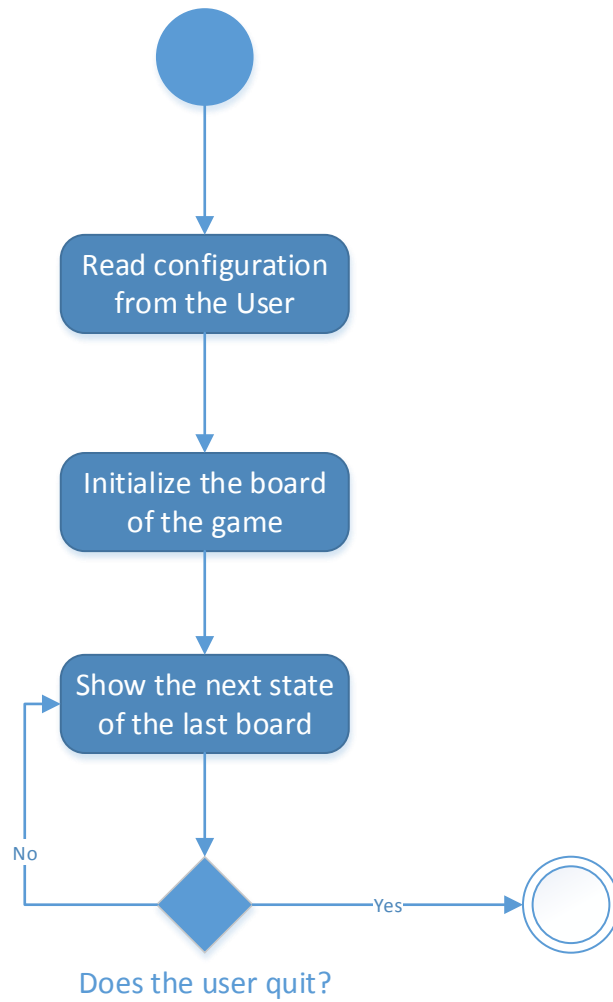 Read configuration
from the User
Initialize the board
of the game
Show the next state
of the last board
No
Yes
Does the user quit?